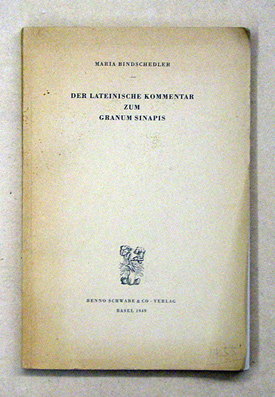 MARIA BINDSCHEDLER
DER LATEINISCHE KOMMENTAR
ZUM
GRANUM SINAPIS
BENNO SCHWABE & CO · VERLAG
BASEL 1949